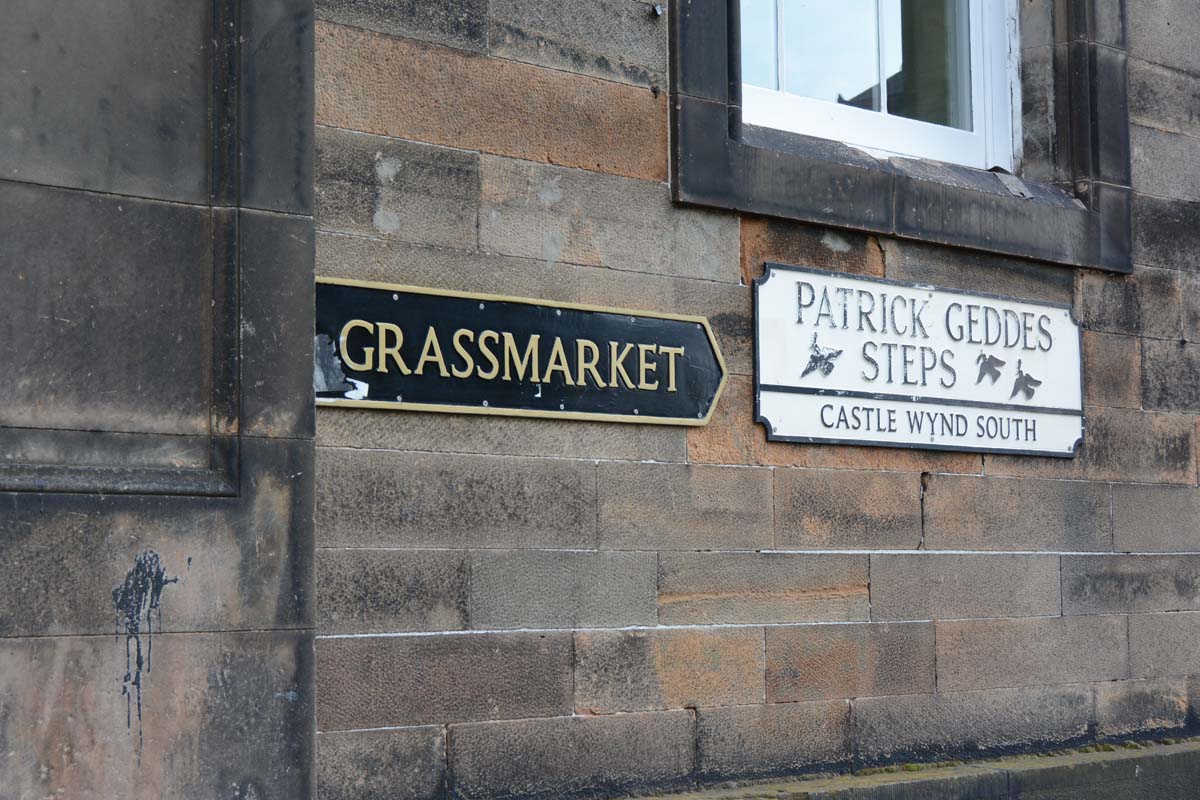 GRASSMARKET
PATRICK GEDDES
STEPS
CASTLE WYND SOUTH